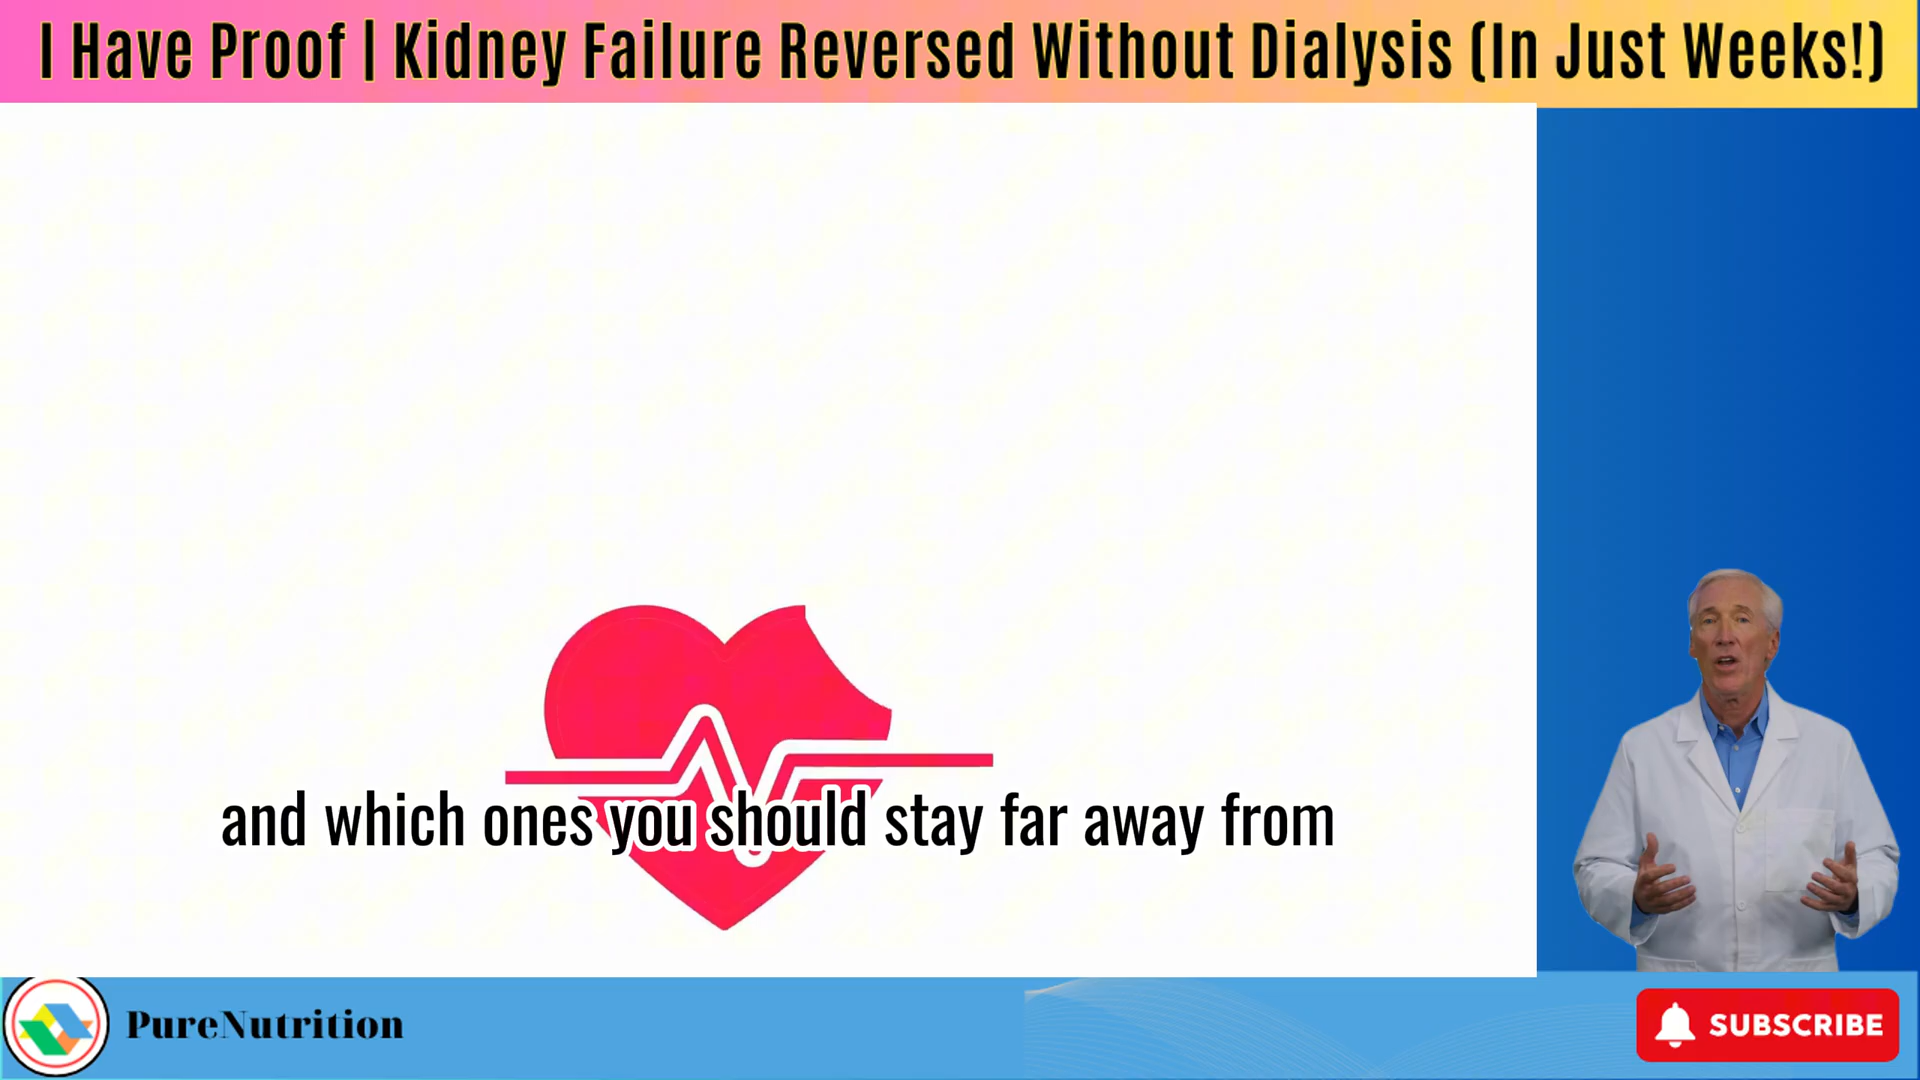 I Have Proof | Kidney Failure Reversed Without Dialysis (In Just Weeks!)
and which ones you should stay far away from
PureNutrition
SUBSCRIBE